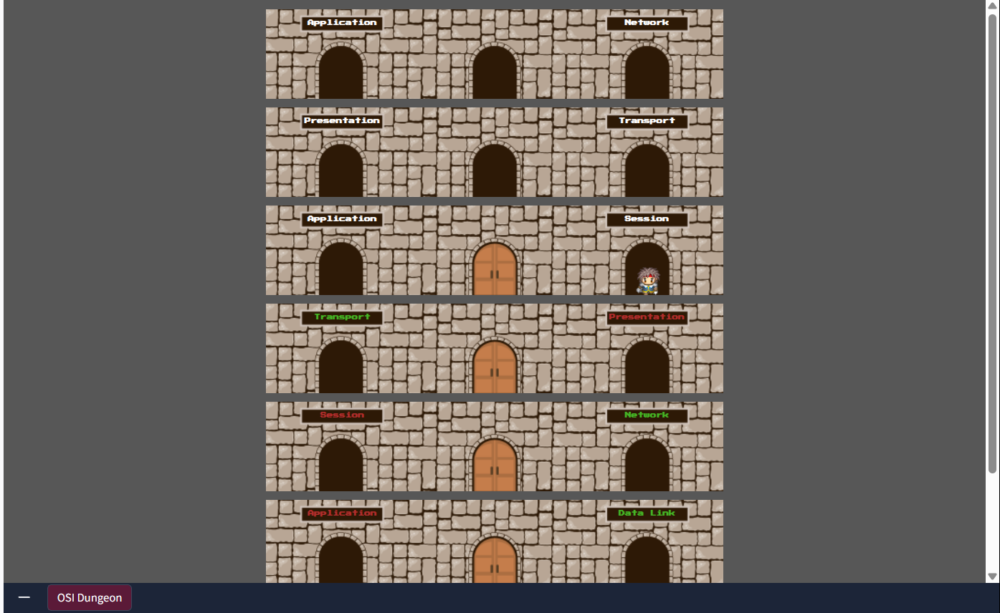 Application
Network
Presentation
Transport
Application
Session
Transport
Presentation
Session
Network
Application
Data Link
OSI Dungeon